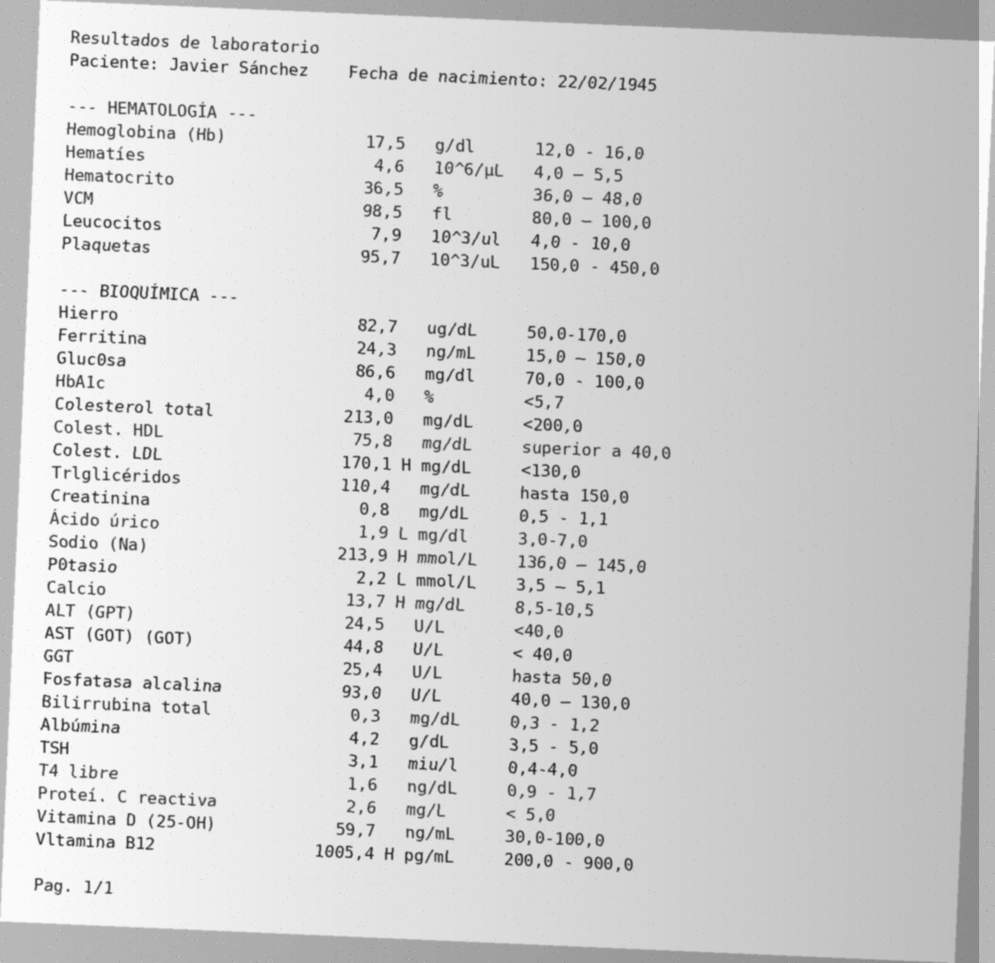 Resultados de laboratorio
Paciente: Javier Sánchez    Fecha de nacimiento: 22/02/1945

--- HEMATOLOGÍA ---
Hemoglobina (Hb)    17,5    g/dl    12,0 - 16,0
Hematíes    4,6    10^6/µL    4,0 – 5,5
Hematocrito    36,5    %    36,0 – 48,0
VCM    98,5    fl    80,0 – 100,0
Leucocitos    7,9    10^3/ul    4,0 - 10,0
Plaquetas    95,7    10^3/uL    150,0 - 450,0

--- BIOQUÍMICA ---
Hierro    82,7    ug/dL    50,0-170,0
Ferritina    24,3    ng/mL    15,0 – 150,0
Gluc0sa    86,6    mg/dl    70,0 - 100,0
HbA1c    4,0    %    <5,7
Colesterol total    213,0    mg/dL    <200,0
Colest. HDL    75,8    mg/dL    superior a 40,0
Colest. LDL    170,1 H mg/dL    <130,0
Trlglicéridos    110,4    mg/dL    hasta 150,0
Creatinina    0,8    mg/dL    0,5 - 1,1
Ácido úrico    1,9 L mg/dl    3,0-7,0
Sodio (Na)    213,9 H mmol/L    136,0 – 145,0
P0tasio    2,2 L mmol/L    3,5 – 5,1
Calcio    13,7 H mg/dL    8,5-10,5
ALT (GPT)    24,5    U/L    <40,0
AST (GOT) (GOT)    44,8    U/L    < 40,0
GGT    25,4    U/L    hasta 50,0
Fosfatasa alcalina    93,0    U/L    40,0 – 130,0
Bilirrubina total    0,3    mg/dL    0,3 - 1,2
Albúmina    4,2    g/dL    3,5 - 5,0
TSH    3,1    miu/l    0,4-4,0
T4 libre    1,6    ng/dL    0,9 - 1,7
Proteí. C reactiva    2,6    mg/L    < 5,0
Vitamina D (25-OH)    59,7    ng/mL    30,0-100,0
Vltamina B12    1005,4 H pg/mL    200,0 - 900,0

Pag. 1/1